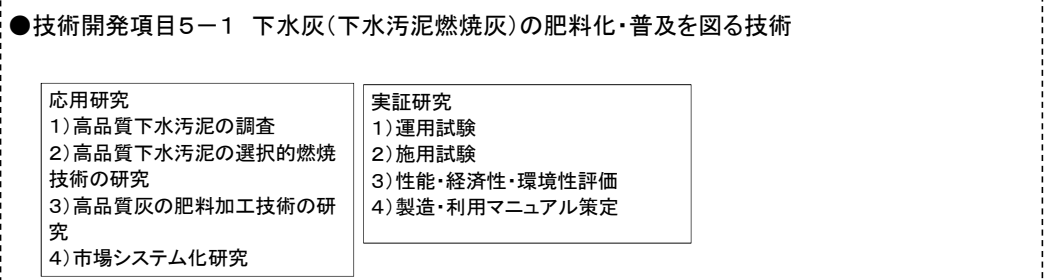 ●技術開発項目5－1　下水灰(下水汚泥燃焼灰)の肥料化・普及を図る技術
応用研究
1)高品質下水汚泥の調査
2)高品質下水汚泥の選択的燃焼
技術の研究
3)高品質灰の肥料加工技術の研
究
4)市場システム化研究
実証研究
1)運用試験
2)施用試験
3)性能・経済性・環境性評価
4)製造・利用マニュアル策定